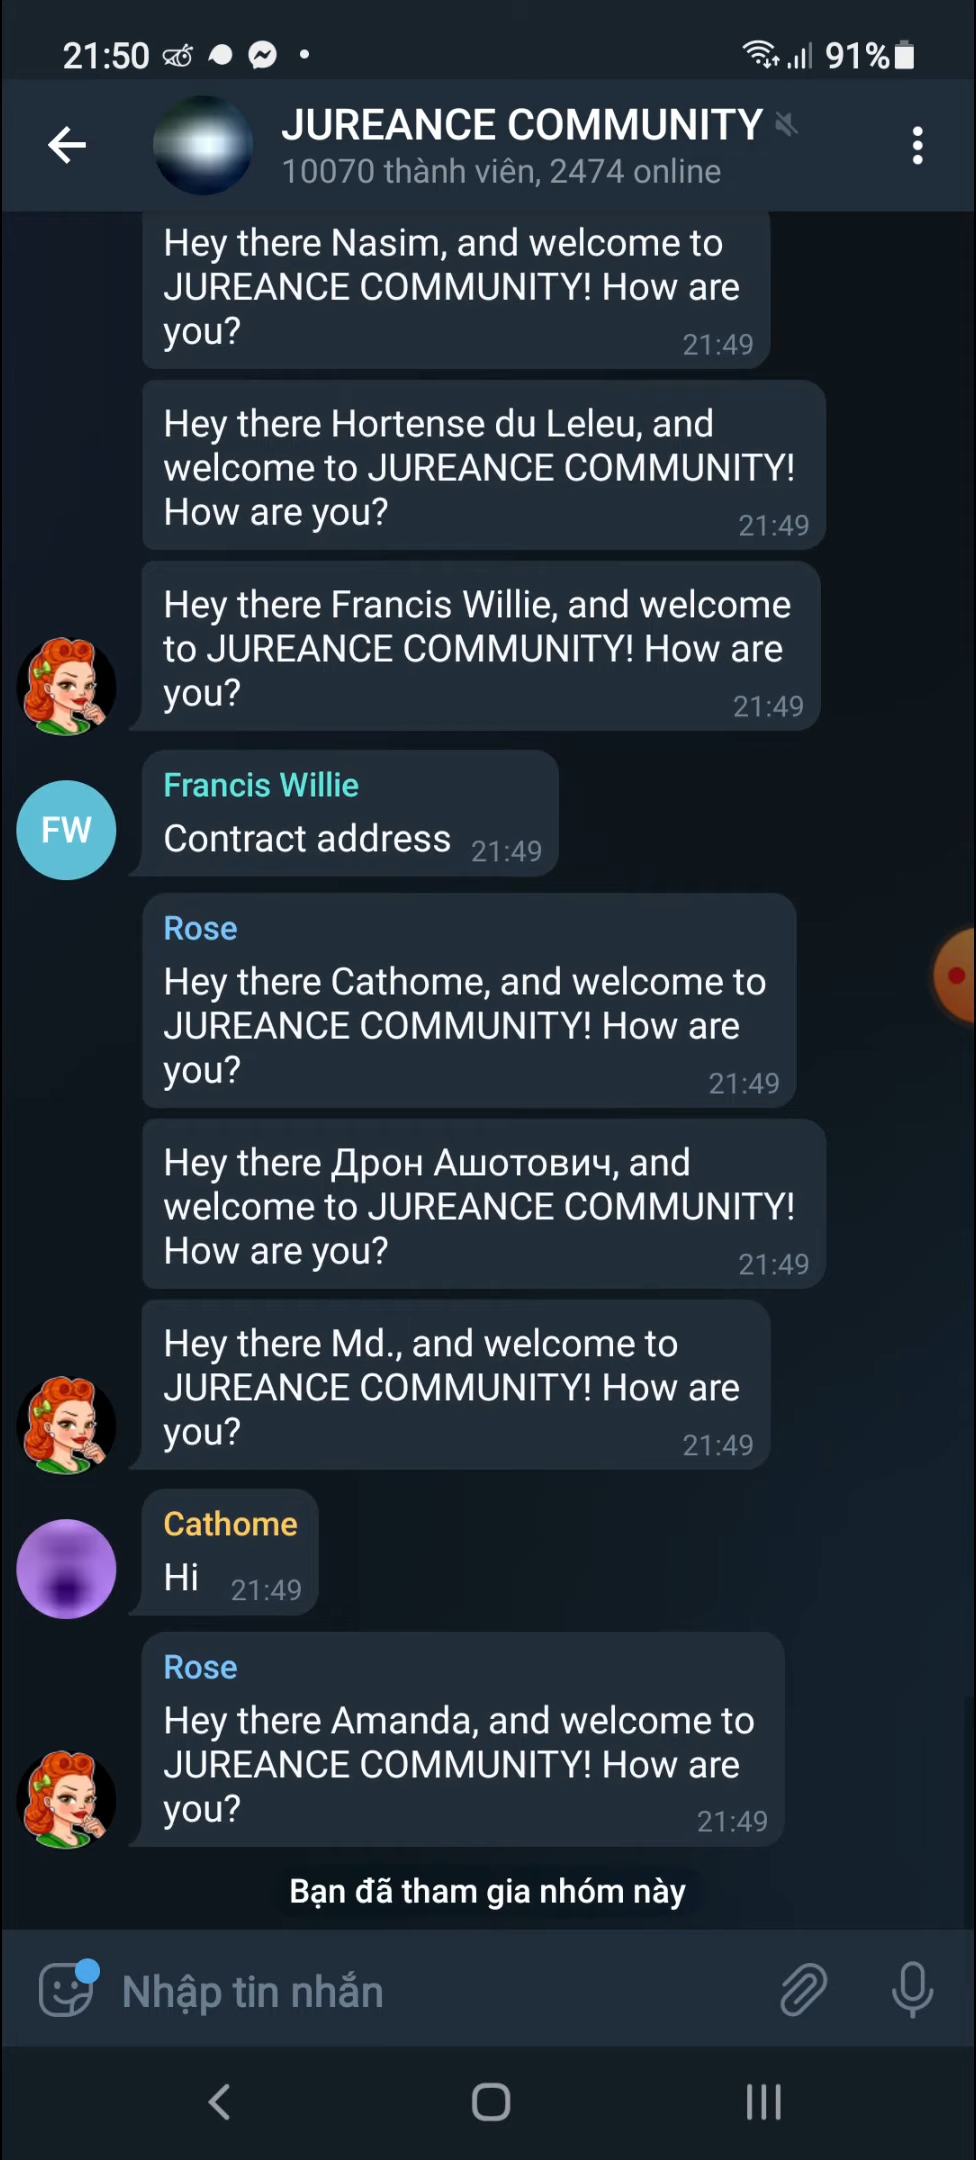 21:50
91%
JUREANCE COMMUNITY
10070 thành viên, 2474 online
Hey there Nasim, and welcome to
JUREANCE COMMUNITY! How are
you?
21:49
Hey there Hortense du Leleu, and
welcome to JUREANCE COMMUNITY!
How are you?
21:49
Hey there Francis Willie, and welcome
to JUREANCE COMMUNITY! How are
you?
21:49
Francis Willie
FW
Contract address 21:49
Rose
Hey there Cathome, and welcome to
JUREANCE COMMUNITY! How are
you?
21:49
Hey there Дрон Ашотович, and
welcome to JUREANCE COMMUNITY!
How are you?
21:49
Hey there Md., and welcome to
JUREANCE COMMUNITY! How are
you?
21:49
Cathome
Hi 21:49
Rose
Hey there Amanda, and welcome to
JUREANCE COMMUNITY! How are
you?
21:49
Bạn đã tham gia nhóm này
Nhập tin nhắn